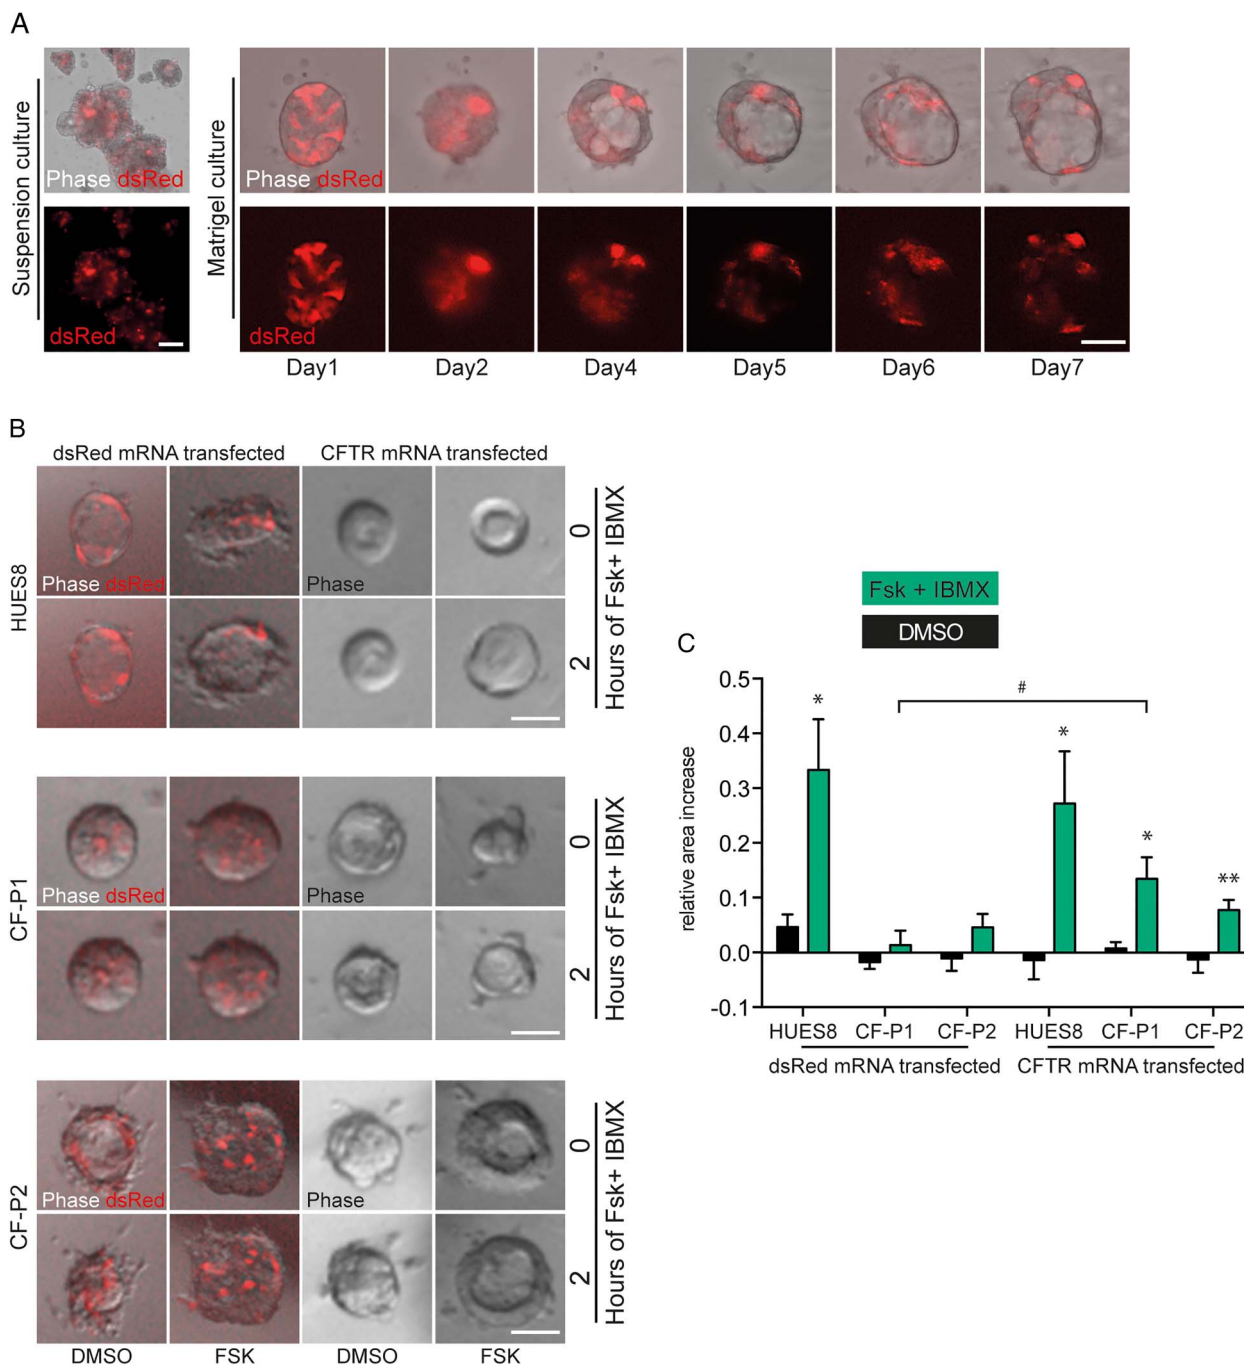 A
Suspension culture
Phase dsRed
dsRed
Matrigel culture
Phase dsRed
dsRed
Day1 Day2 Day4 Day5 Day6 Day7
B
dsRed mRNA transfected CFTR mRNA transfected
HUES8
Phase dsRed
Phase
0
2
Hours of Fsk+ IBMX
CF-P1
Phase dsRed
Phase
0
2
Hours of Fsk+ IBMX
CF-P2
Phase dsRed
Phase
0
2
Hours of Fsk+ IBMX
DMSO FSK DMSO FSK
C
Fsk + IBMX
DMSO
relative area increase
0.5
0.4
0.3
0.2
0.1
0.0
-0.1
*
#
*
*
**
HUES8 CF-P1 CF-P2 HUES8 CF-P1 CF-P2
dsRed mRNA transfected CFTR mRNA transfected